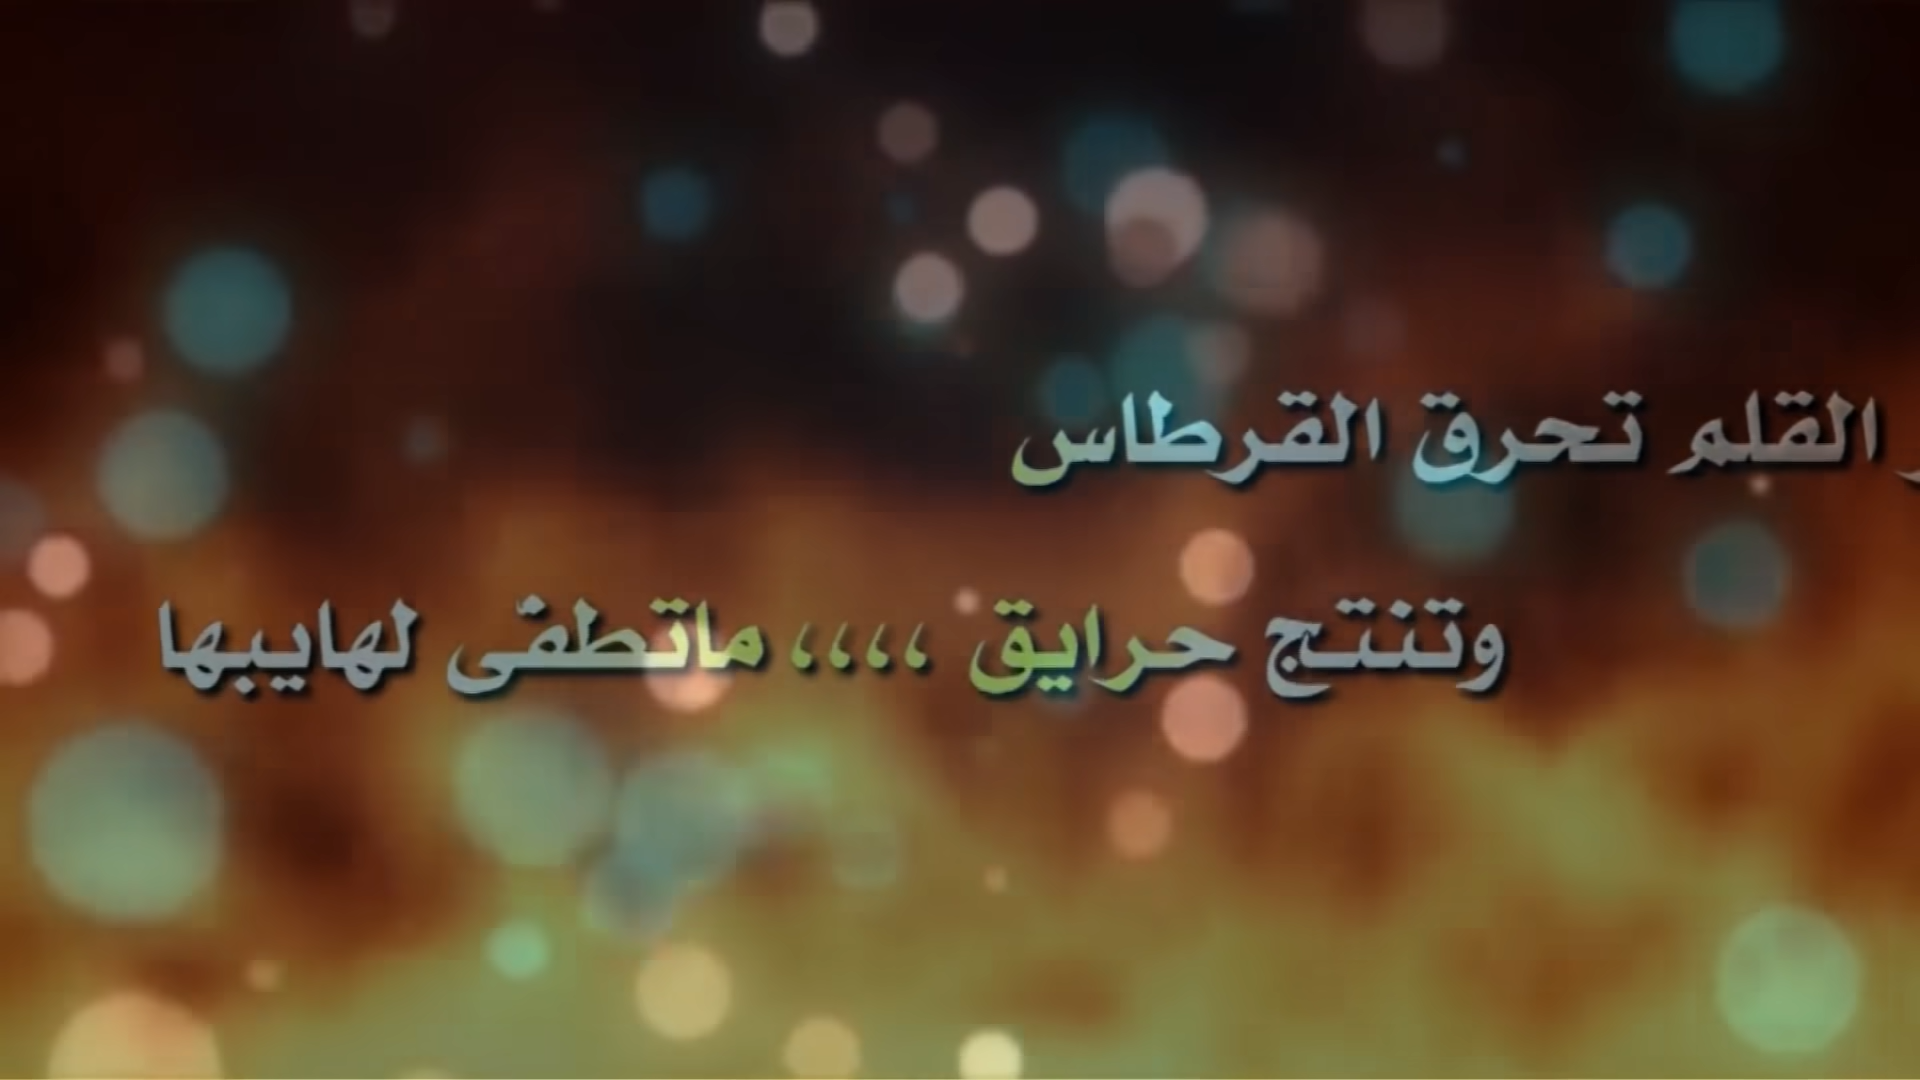 القلم تحرق القرطاس
وتنتج حرايق ،،،، ماتطفى لهايبها